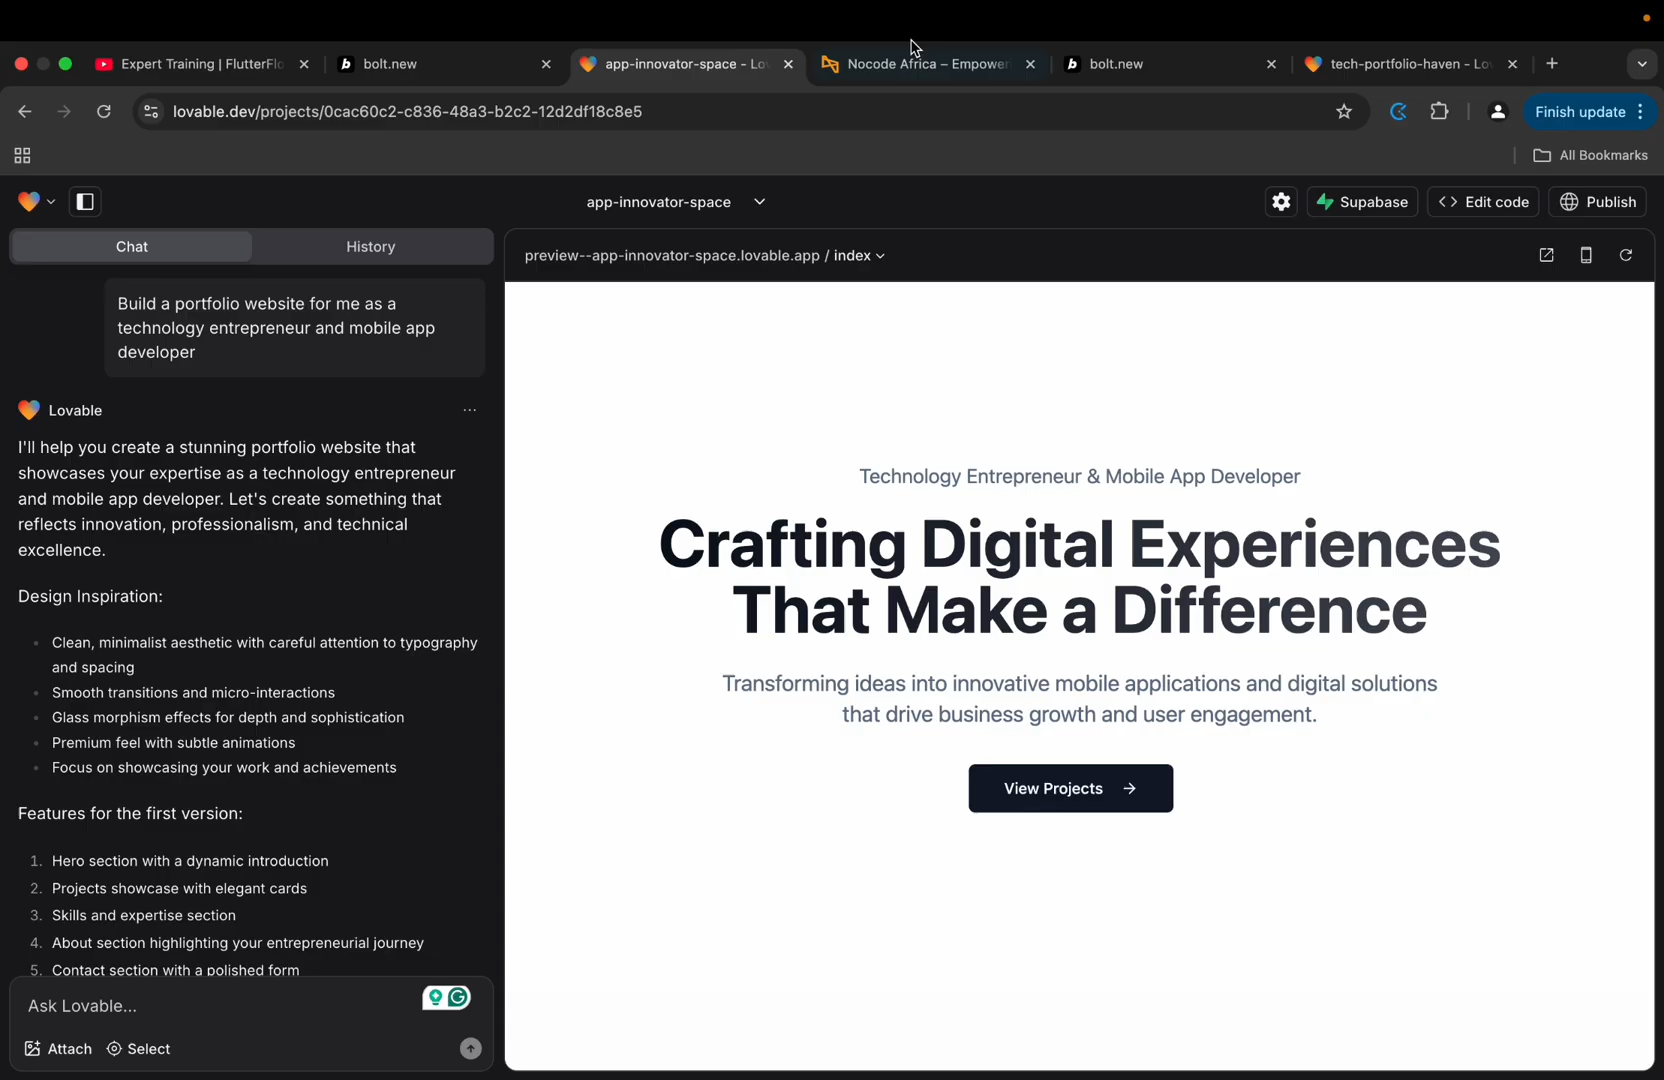 Expert Training | FlutterFlo
bolt.new
app-innovator-space - Lo
Nocode Africa – Empower
bolt.new
tech-portfolio-haven - Lo
lovable.dev/projects/0cac60c2-c836-48a3-b2c2-12d2df18c8e5
Finish update
All Bookmarks
app-innovator-space
Supabase
Edit code
Publish
Chat
History
preview--app-innovator-space.lovable.app / index
Build a portfolio website for me as a
technology entrepreneur and mobile app
developer
Lovable
I'll help you create a stunning portfolio website that
showcases your expertise as a technology entrepreneur
and mobile app developer. Let's create something that
reflects innovation, professionalism, and technical
excellence.
Design Inspiration:
Clean, minimalist aesthetic with careful attention to typography
and spacing
Smooth transitions and micro-interactions
Glass morphism effects for depth and sophistication
Premium feel with subtle animations
Focus on showcasing your work and achievements
Features for the first version:
1. Hero section with a dynamic introduction
2. Projects showcase with elegant cards
3. Skills and expertise section
4. About section highlighting your entrepreneurial journey
5. Contact section with a polished form
Ask Lovable...
Attach
Select
Technology Entrepreneur & Mobile App Developer
Crafting Digital Experiences
That Make a Difference
Transforming ideas into innovative mobile applications and digital solutions
that drive business growth and user engagement.
View Projects